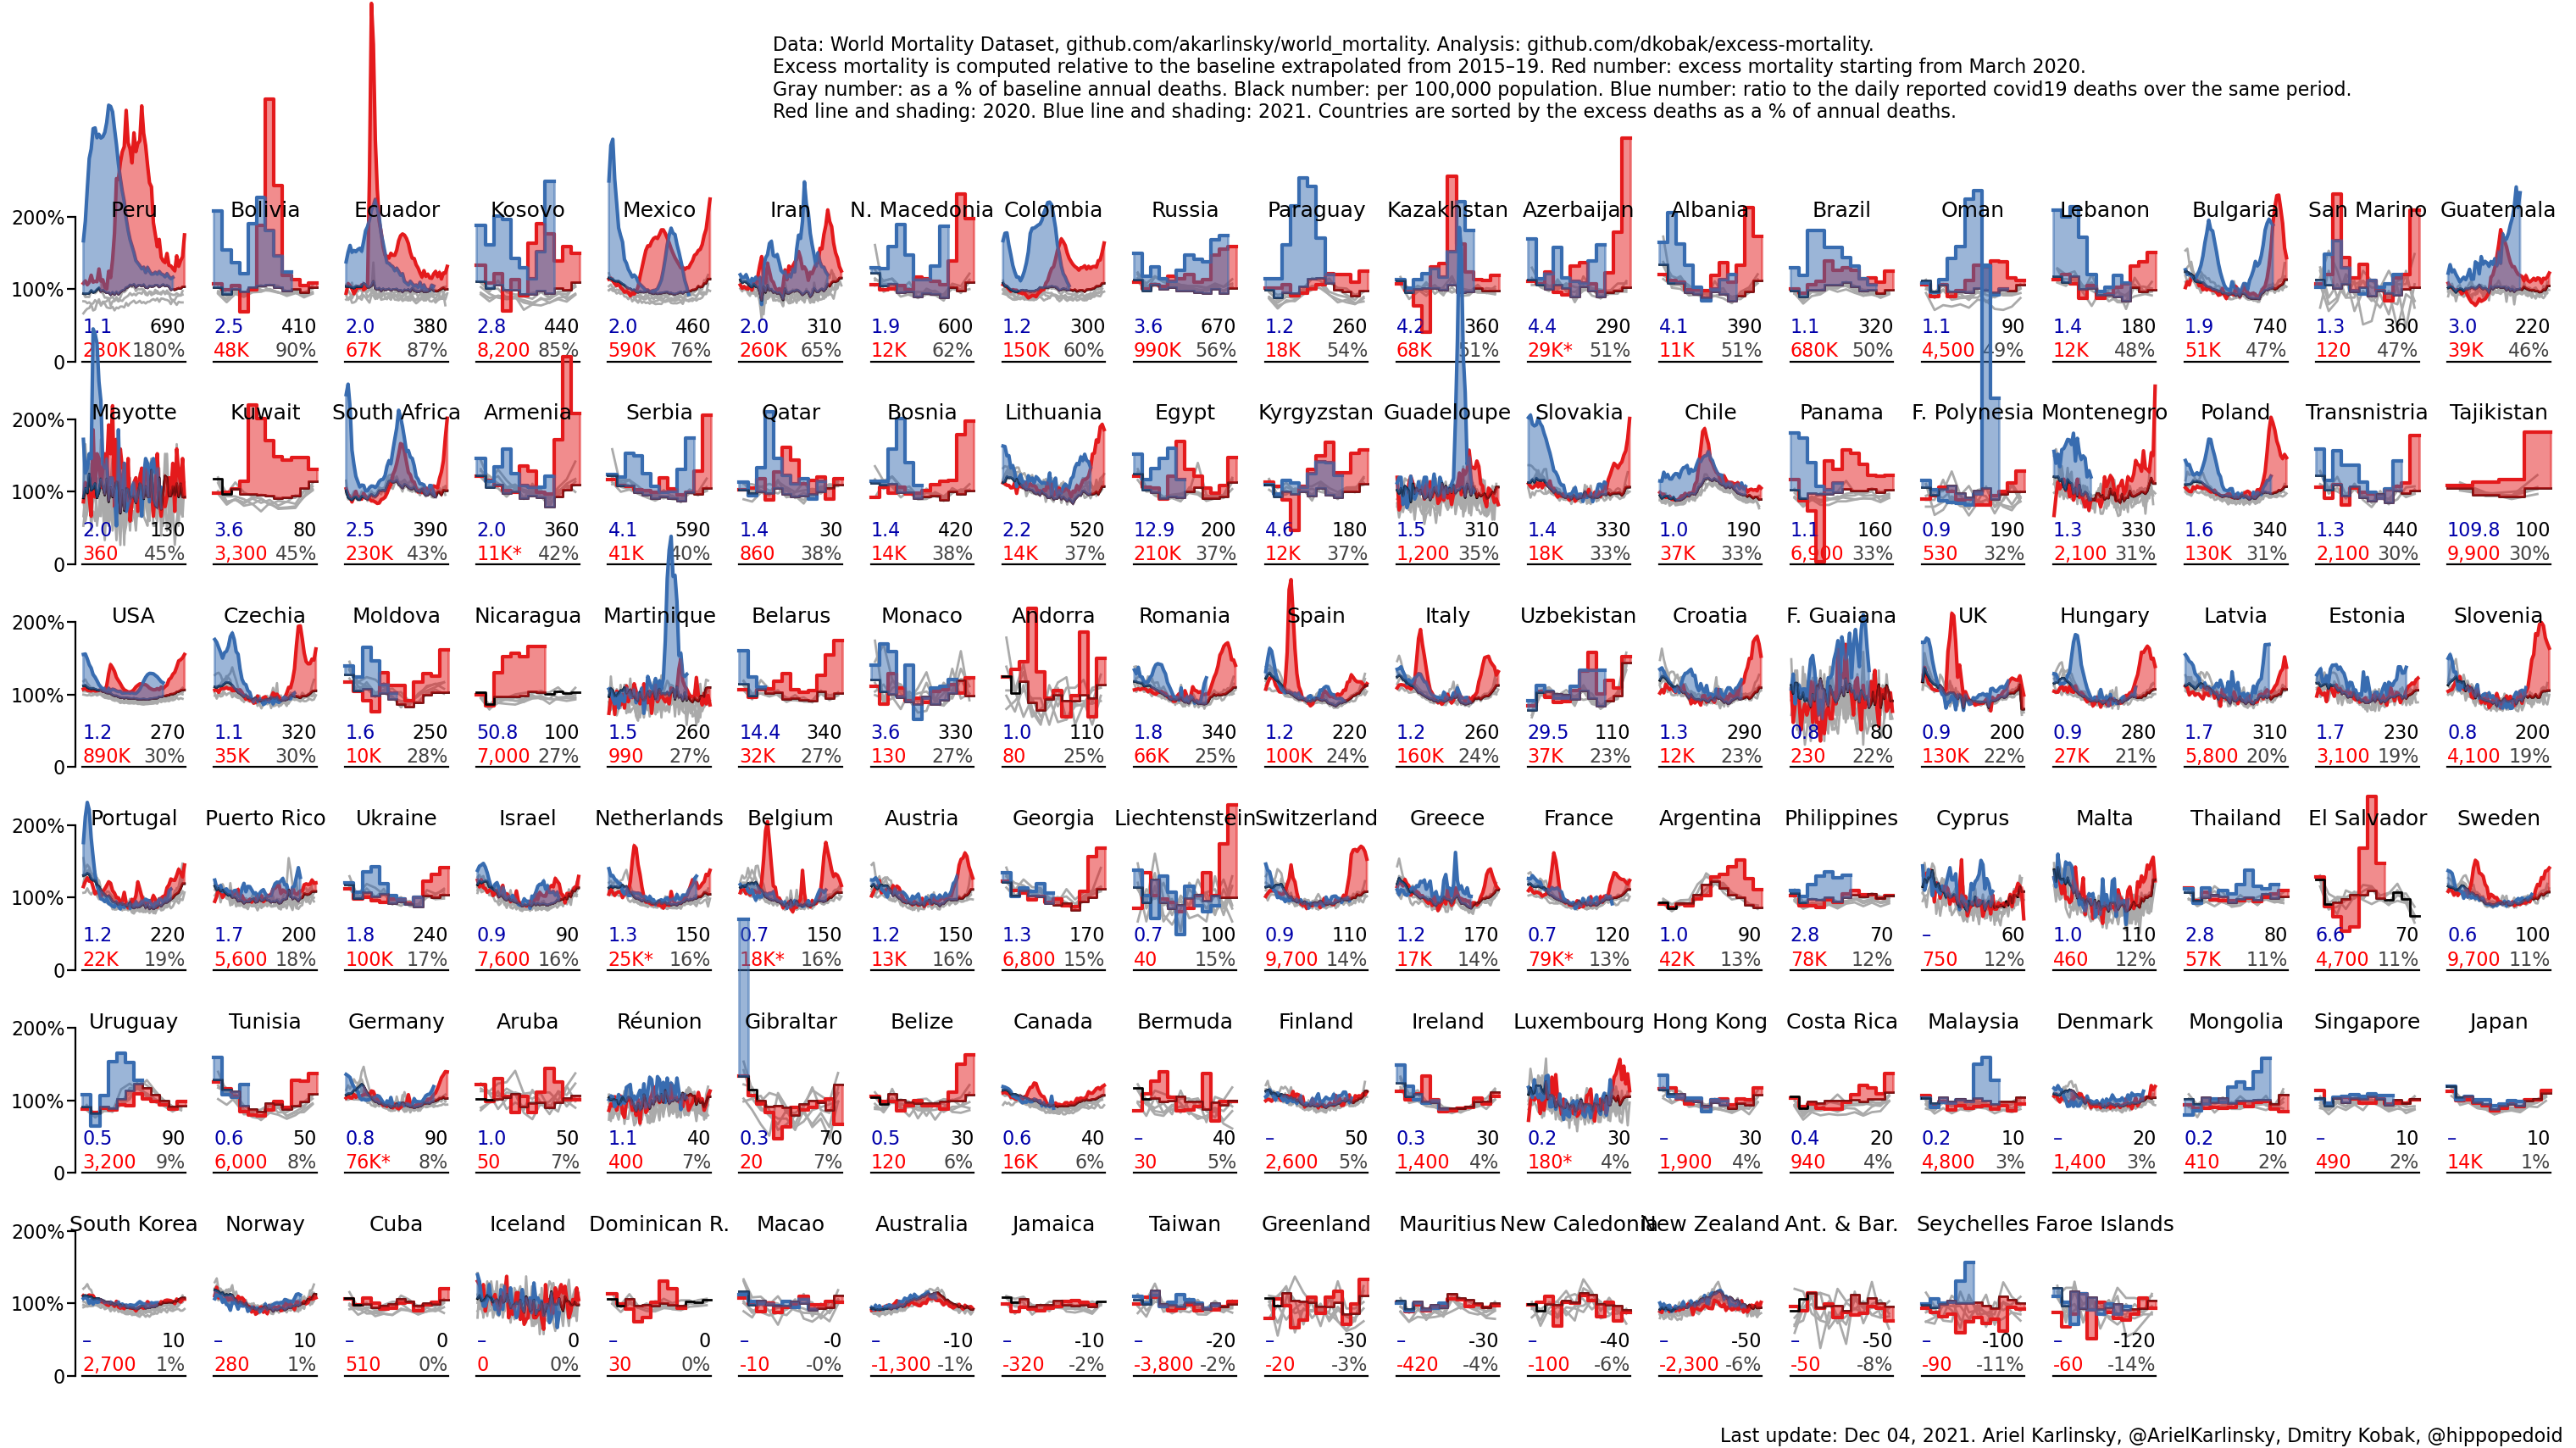 Data: World Mortality Dataset, github.com/akarlinsky/world_mortality. Analysis: github.com/dkobak/excess-mortality.
Excess mortality is computed relative to the baseline extrapolated from 2015–19. Red number: excess mortality starting from March 2020.
Gray number: as a % of baseline annual deaths. Black number: per 100,000 population. Blue number: ratio to the daily reported covid19 deaths over the same period.
Red line and shading: 2020. Blue line and shading: 2021. Countries are sorted by the excess deaths as a % of annual deaths.
Peru Bolivia Ecuador Kosovo Mexico Iran N. Macedonia Colombia Russia Paraguay Kazakhstan Azerbaijan Albania Brazil Oman Lebanon Bulgaria San Marino Guatemala
200%
100%
1.1 690 2.5 410 2.0 380 2.8 440 2.0 460 2.0 310 1.9 600 1.2 300 3.6 670 1.2 260 4.2 360 4.4 290 4.1 390 1.1 320 1.1 90 1.4 180 1.9 740 1.3 360 3.0 220
0 230K 180% 48K 90% 67K 87% 8,200 85% 590K 76% 260K 65% 12K 62% 150K 60% 990K 56% 18K 54% 68K 51% 29K* 51% 11K 51% 680K 50% 4,500 49% 12K 48% 51K 47% 120 47% 39K 46%
Mayotte Kuwait South Africa Armenia Serbia Qatar Bosnia Lithuania Egypt Kyrgyzstan Guadeloupe Slovakia Chile Panama F. Polynesia Montenegro Poland Transnistria Tajikistan
200%
100%
2.0 130 3.6 80 2.5 390 2.0 360 4.1 590 1.4 30 1.4 420 2.2 520 12.9 200 4.6 180 1.5 310 1.4 330 1.0 190 1.1 160 0.9 190 1.3 330 1.6 340 1.3 440 109.8 100
0 360 45% 3,300 45% 230K 43% 11K* 42% 41K 40% 860 38% 14K 38% 14K 37% 210K 37% 12K 37% 1,200 35% 18K 33% 37K 33% 6,900 33% 530 32% 2,100 31% 130K 31% 2,100 30% 9,900 30%
USA Czechia Moldova Nicaragua Martinique Belarus Monaco Andorra Romania Spain Italy Uzbekistan Croatia F. Guaiana UK Hungary Latvia Estonia Slovenia
200%
100%
1.2 270 1.1 320 1.6 250 50.8 100 1.5 260 14.4 340 3.6 330 1.0 110 1.8 340 1.2 220 1.2 260 29.5 110 1.3 290 0.8 80 0.9 200 0.9 280 1.7 310 1.7 230 0.8 200
0 890K 30% 35K 30% 10K 28% 7,000 27% 990 27% 32K 27% 130 27% 80 25% 66K 25% 100K 24% 160K 24% 37K 23% 12K 23% 230 22% 130K 22% 27K 21% 5,800 20% 3,100 19% 4,100 19%
Portugal Puerto Rico Ukraine Israel Netherlands Belgium Austria Georgia Liechtenstein Switzerland Greece France Argentina Philippines Cyprus Malta Thailand El Salvador Sweden
200%
100%
1.2 220 1.7 200 1.8 240 0.9 90 1.3 150 0.7 150 1.2 150 1.3 170 0.7 100 0.9 110 1.2 170 0.7 120 1.0 90 2.8 70 – 60 1.0 110 2.8 80 6.6 70 0.6 100
0 22K 19% 5,600 18% 100K 17% 7,600 16% 25K* 16% 18K* 16% 13K 16% 6,800 15% 40 15% 9,700 14% 17K 14% 79K* 13% 42K 13% 78K 12% 750 12% 460 12% 57K 11% 4,700 11% 9,700 11%
Uruguay Tunisia Germany Aruba Réunion Gibraltar Belize Canada Bermuda Finland Ireland Luxembourg Hong Kong Costa Rica Malaysia Denmark Mongolia Singapore Japan
200%
100%
0.5 90 0.6 50 0.8 90 1.0 50 1.1 40 0.3 70 0.5 30 0.6 40 – 40 – 50 0.3 30 0.2 30 – 30 0.4 20 0.2 10 – 20 0.2 10 – 10 – 10
0 3,200 9% 6,000 8% 76K* 8% 50 7% 400 7% 20 7% 120 6% 16K 6% 30 5% 2,600 5% 1,400 4% 180* 4% 1,900 4% 940 4% 4,800 3% 1,400 3% 410 2% 490 2% 14K 1%
South Korea Norway Cuba Iceland Dominican R. Macao Australia Jamaica Taiwan Greenland Mauritius New Caledonia New Zealand Ant. & Bar. Seychelles Faroe Islands
200%
100%
– 10 – 10 – 0 – 0 – 0 – -0 – -10 – -10 – -20 – -30 – -30 – -40 – -50 – -50 – -100 – -120
0 2,700 1% 280 1% 510 0% 0 0% 30 0% -10 -0% -1,300 -1% -320 -2% -3,800 -2% -20 -3% -420 -4% -100 -6% -2,300 -6% -50 -8% -90 -11% -60 -14%
Last update: Dec 04, 2021. Ariel Karlinsky, @ArielKarlinsky, Dmitry Kobak, @hippopedoid